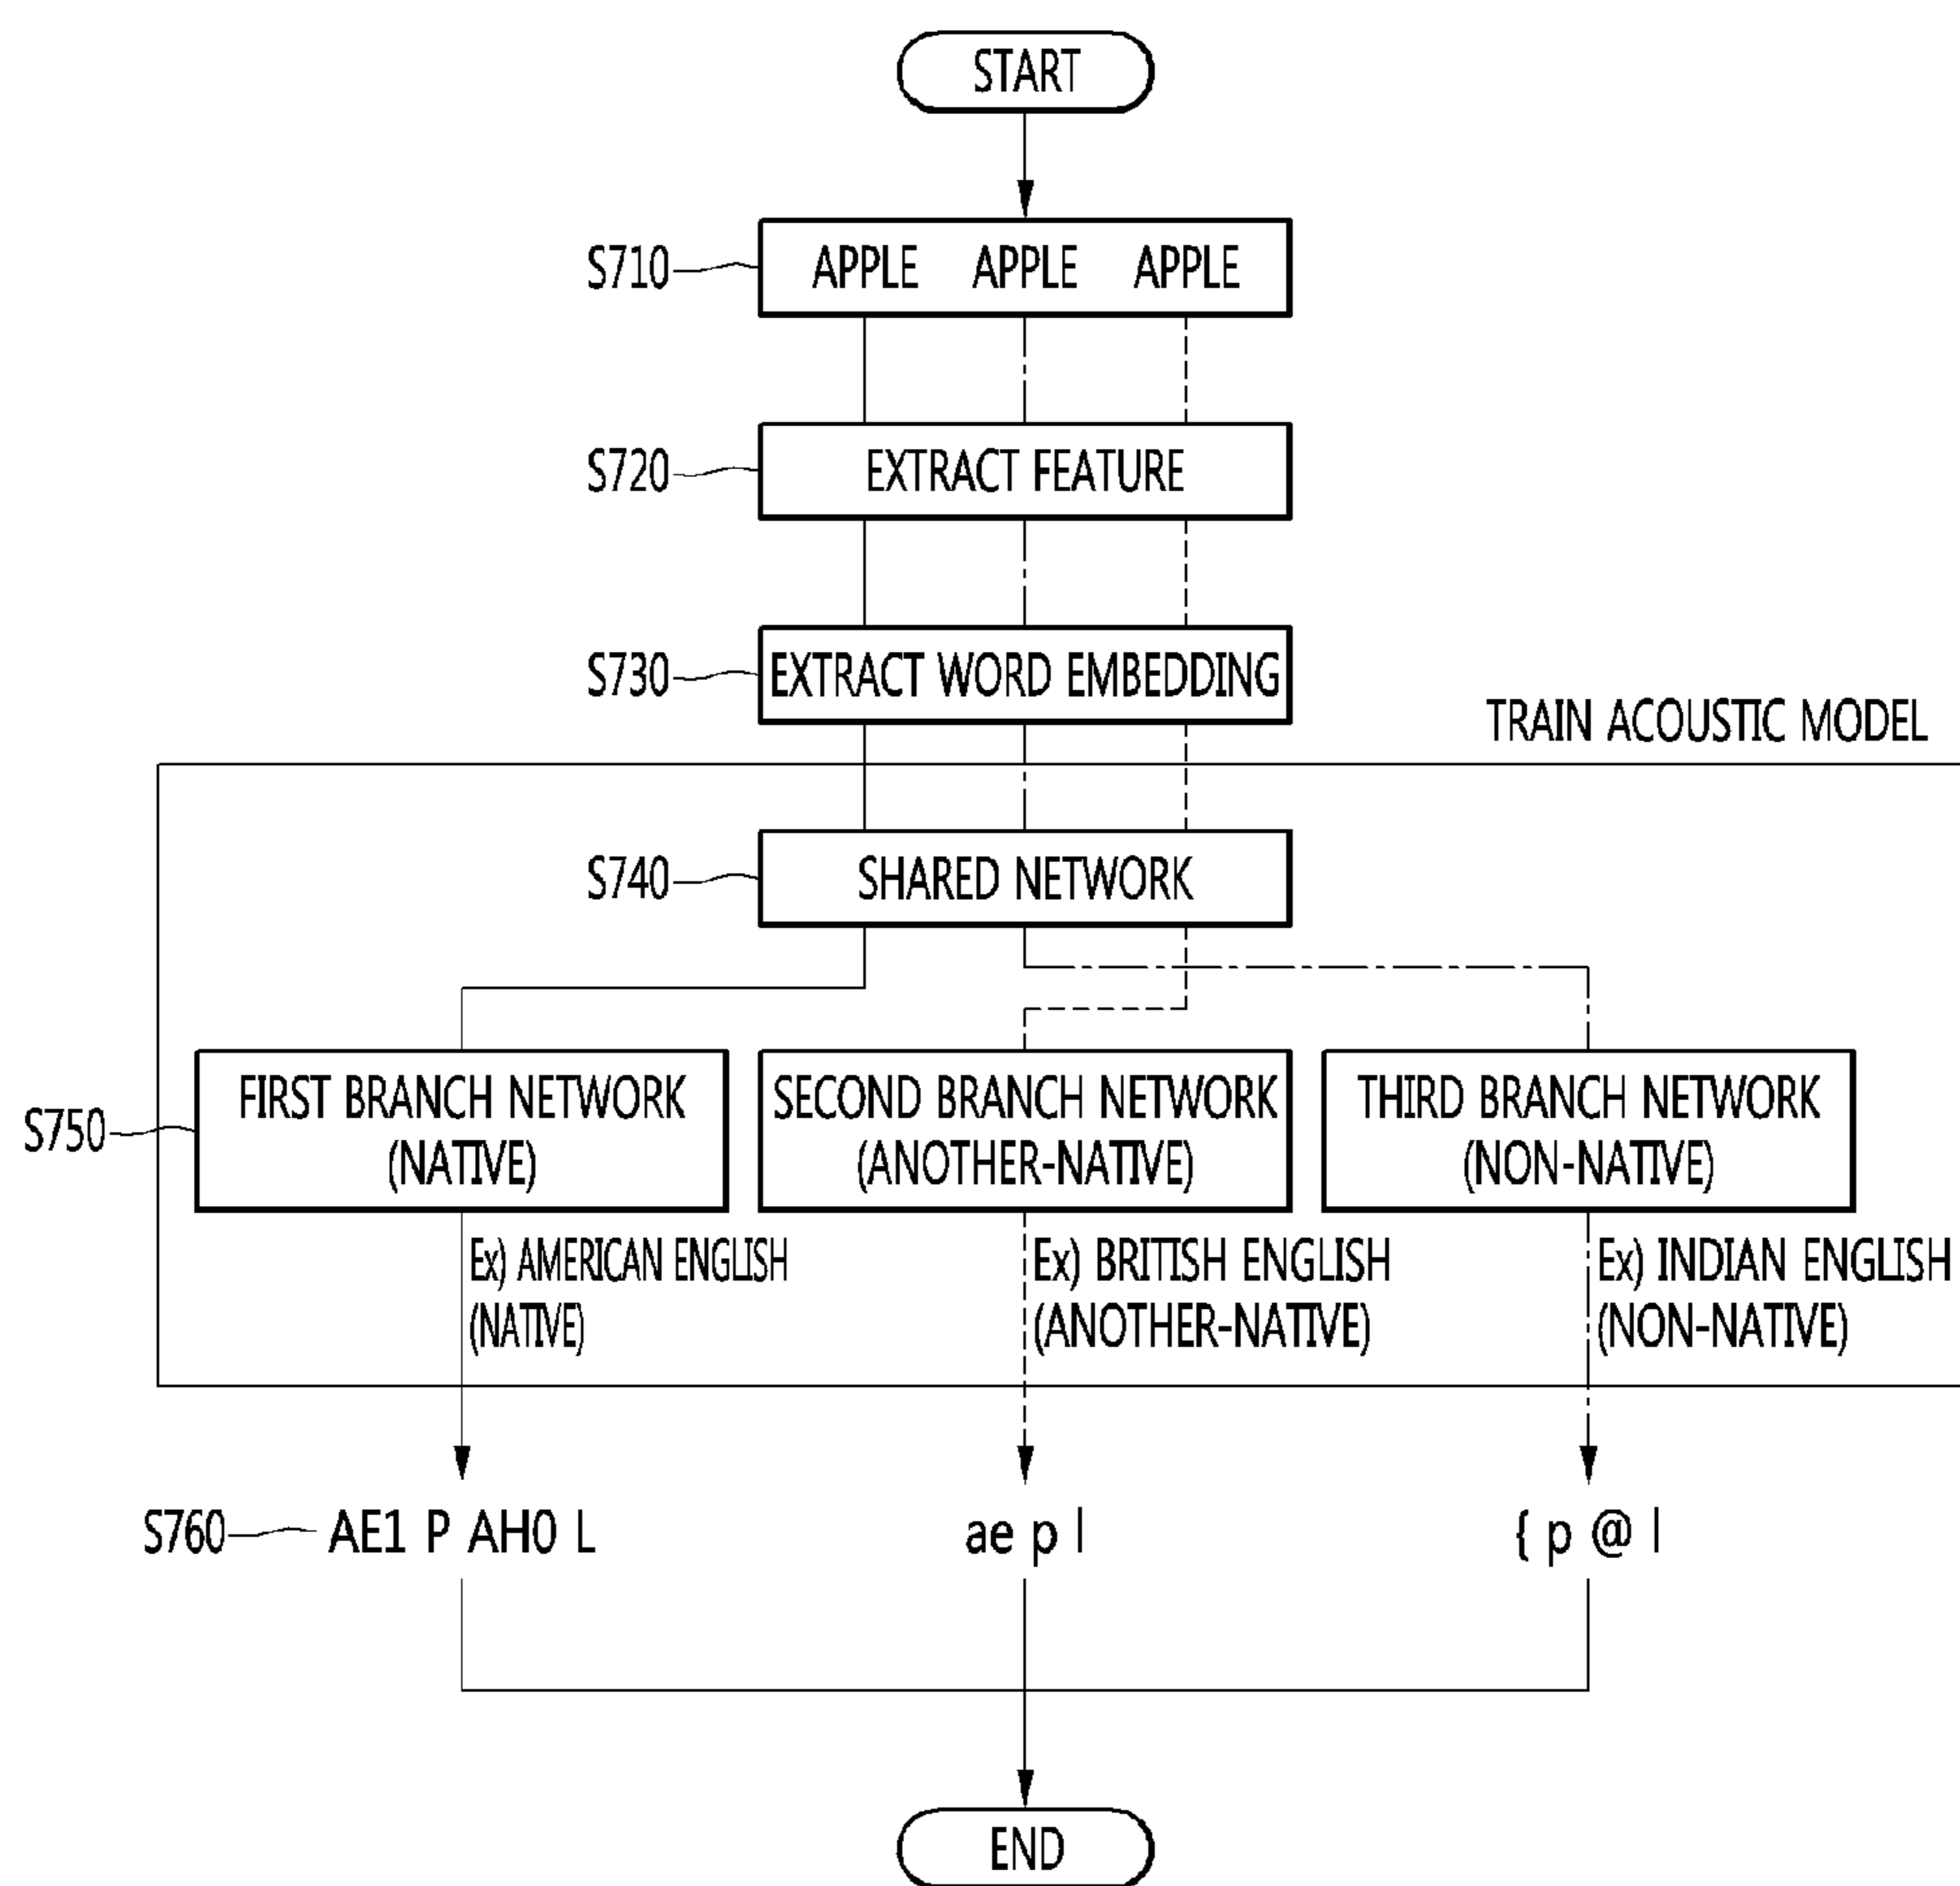 START
S710
APPLE APPLE APPLE
S720
EXTRACT FEATURE
S730
EXTRACT WORD EMBEDDING
TRAIN ACOUSTIC MODEL
S740
SHARED NETWORK
S750
FIRST BRANCH NETWORK
(NATIVE)
SECOND BRANCH NETWORK
(ANOTHER-NATIVE)
THIRD BRANCH NETWORK
(NON-NATIVE)
Ex) AMERICAN ENGLISH
(NATIVE)
Ex) BRITISH ENGLISH
(ANOTHER-NATIVE)
Ex) INDIAN ENGLISH
(NON-NATIVE)
S760
AE1 P AH0 L
ae p l
{ p @ l
END